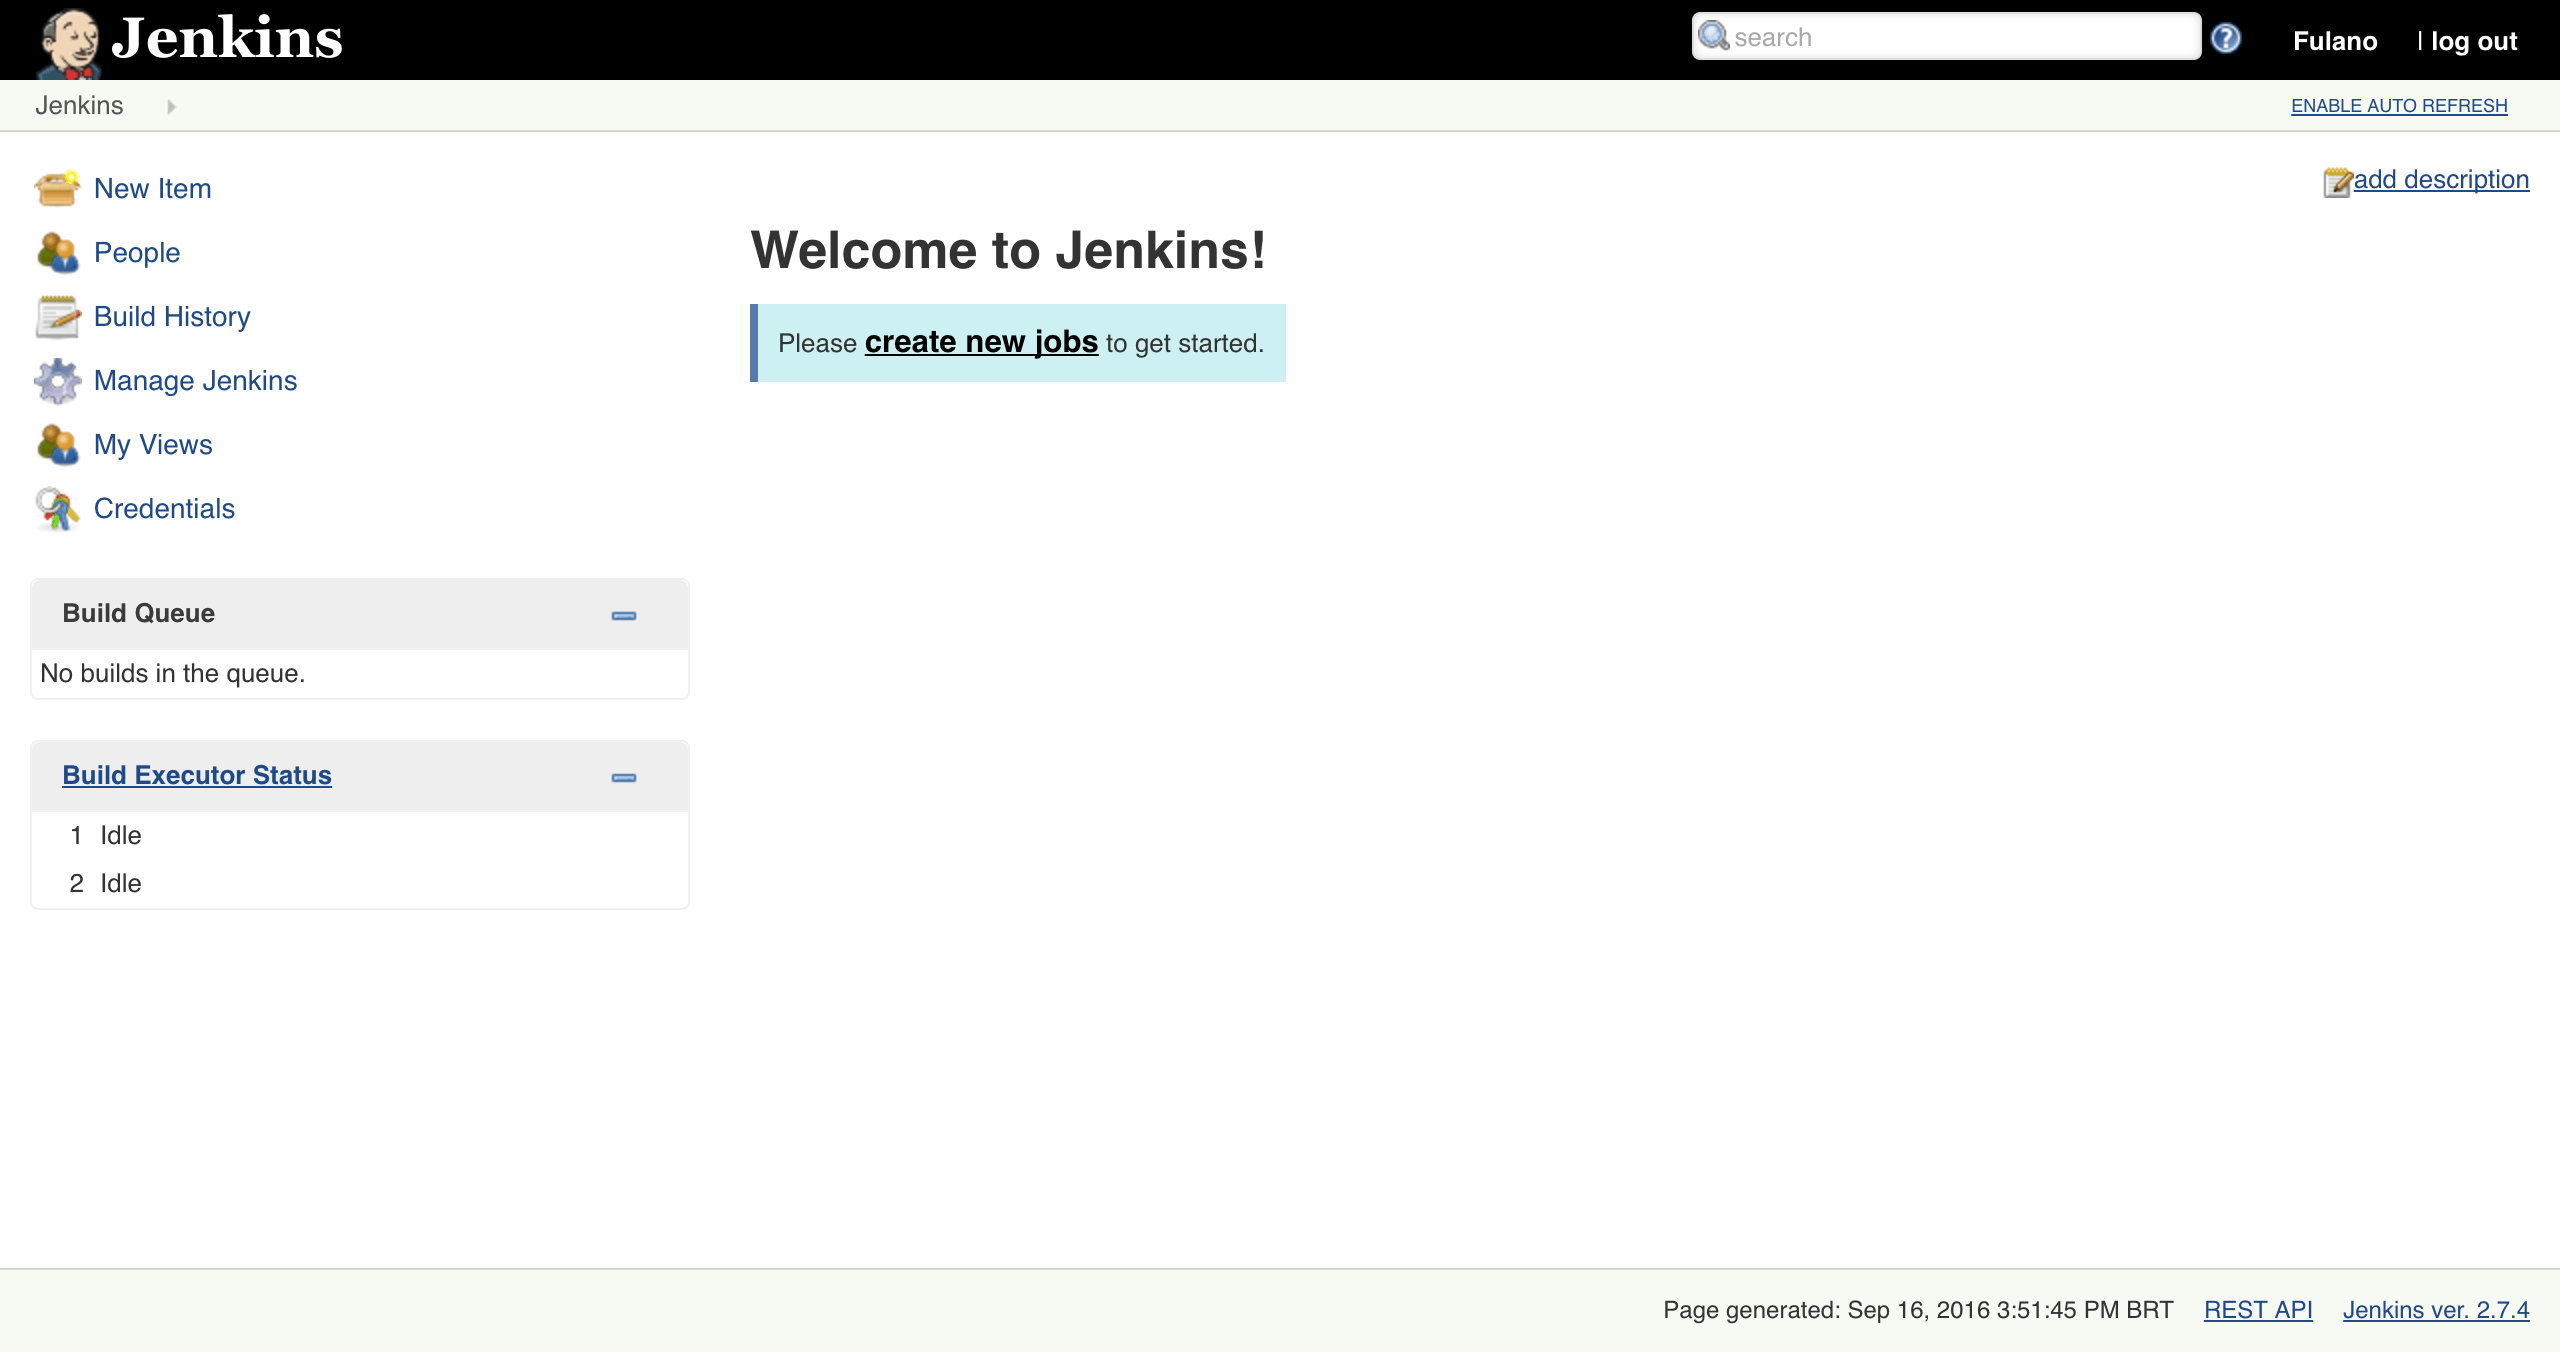 Jenkins
search
Fulano | log out
Jenkins
ENABLE AUTO REFRESH
New Item
People
Build History
Manage Jenkins
My Views
Credentials
Build Queue
No builds in the queue.
Build Executor Status
1 Idle
2 Idle
add description
Welcome to Jenkins!
Please create new jobs to get started.
Page generated: Sep 16, 2016 3:51:45 PM BRT REST API Jenkins ver. 2.7.4